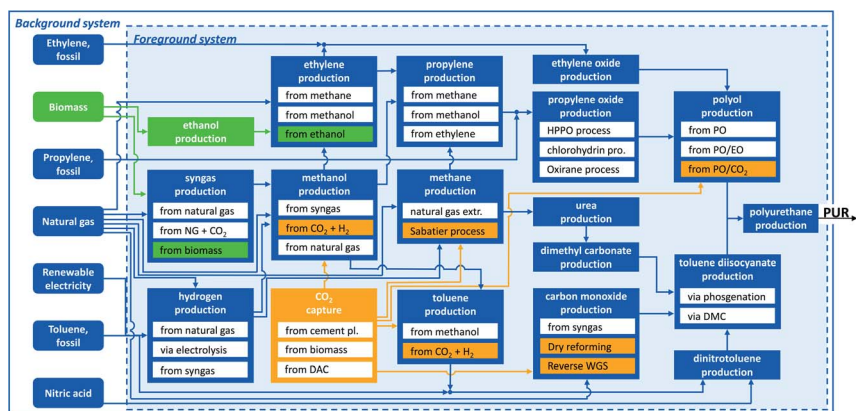 Background system
Foreground system
Ethylene,
fossil
Biomass
Propylene,
fossil
Natural gas
Renewable
electricity
Toluene,
fossil
Nitric acid
ethanol
production
ethylene
production
from methane
from methanol
from ethanol
propylene
production
from methane
from methanol
from ethylene
ethylene oxide
production
propylene oxide
production
HPPO process
chlorohydrin pro.
Oxirane process
polyol
production
from PO
from PO/EO
from PO/CO₂
syngas
production
from natural gas
from NG + CO₂
from biomass
methanol
production
from syngas
from CO₂ + H₂
from natural gas
methane
production
natural gas extr.
Sabatier process
urea
production
dimethyl carbonate
production
polyurethane
production
PUR
hydrogen
production
from natural gas
via electrolysis
from syngas
CO₂
capture
from cement pl.
from biomass
from DAC
toluene
production
from methanol
from CO₂ + H₂
carbon monoxide
production
from syngas
Dry reforming
Reverse WGS
toluene diisocyanate
production
via phosgenation
via DMC
dinitrotoluene
production